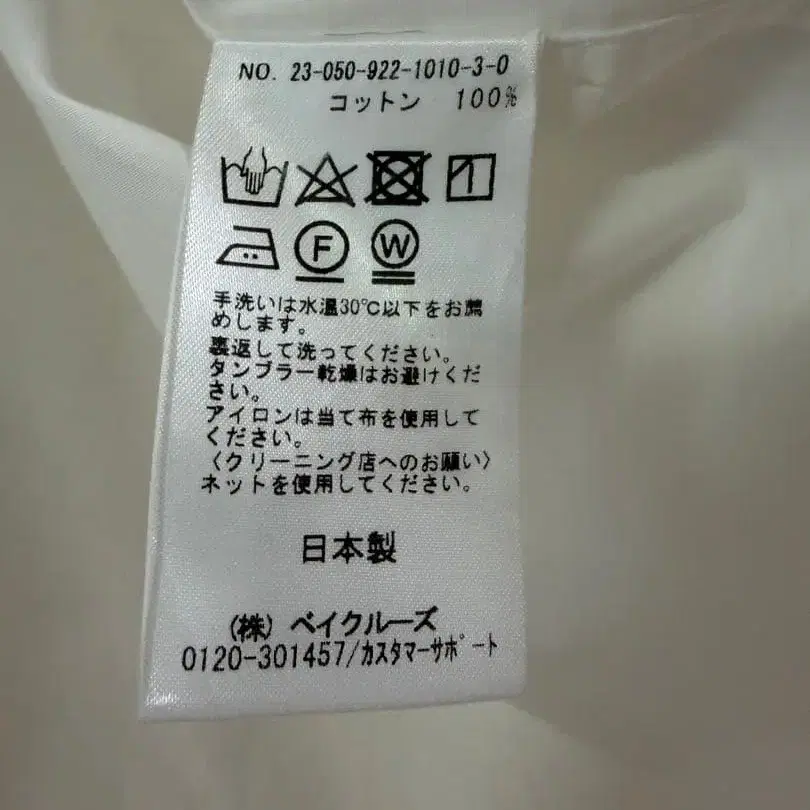 NO. 23-050-922-1010-3-0
コットン 100%
F W
手洗いは水温30℃以下をお薦
めします。
裏返して洗ってください。
タンブラー乾燥はお避けくだ
さい。
アイロンは当て布を使用して
ください。
〈クリーニング店へのお願い〉
ネットを使用してください。
日本製
(株) ベイクルーズ
0120-301457/カスタマーサポート